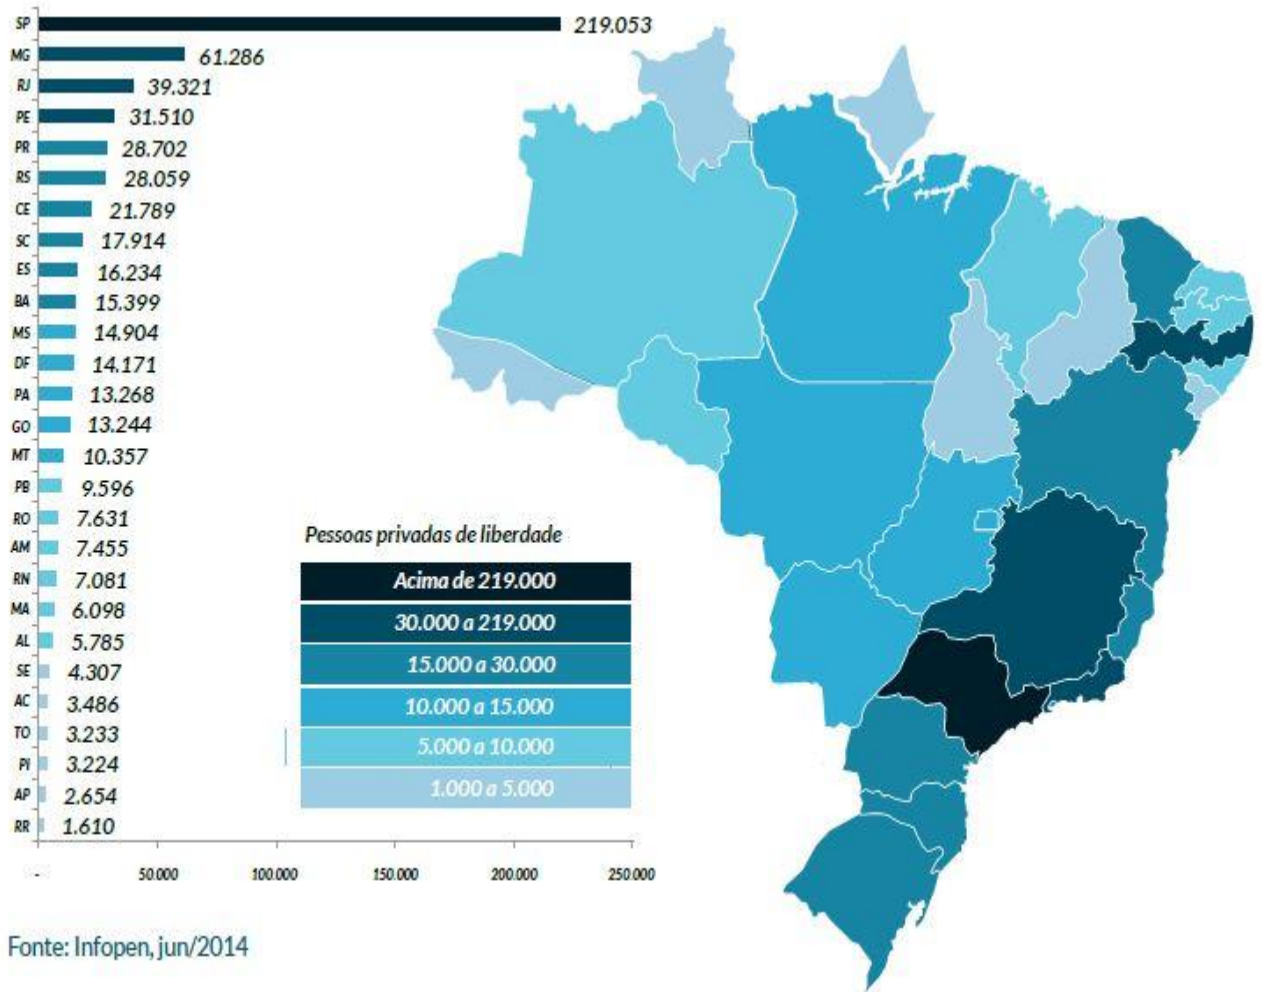 SP 219.053
MG 61.286
RJ 39.321
PE 31.510
PR 28.702
RS 28.059
CE 21.789
SC 17.914
ES 16.234
BA 15.399
MS 14.904
DF 14.171
PA 13.268
GO 13.244
MT 10.357
PB 9.596
RO 7.631
AM 7.455
RN 7.081
MA 6.098
AL 5.785
SE 4.307
AC 3.486
TO 3.233
PI 3.224
AP 2.654
RR 1.610
- 50.000 100.000 150.000 200.000 250.000
Pessoas privadas de liberdade
Acima de 219.000
30.000 a 219.000
15.000 a 30.000
10.000 a 15.000
5.000 a 10.000
1.000 a 5.000
Fonte: Infopen, jun/2014